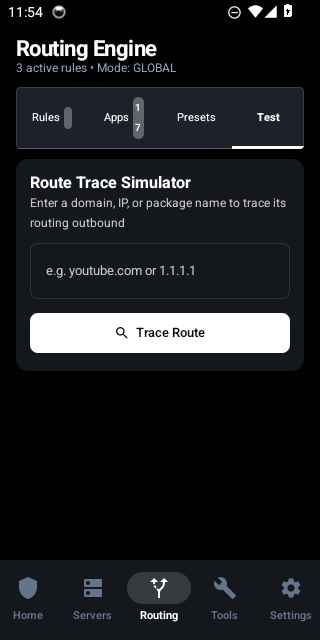 11:54
Routing Engine
3 active rules • Mode: GLOBAL
Rules
Apps 17
Presets
Test
Route Trace Simulator
Enter a domain, IP, or package name to trace its
routing outbound
e.g. youtube.com or 1.1.1.1
Trace Route
Home Servers Routing Tools Settings